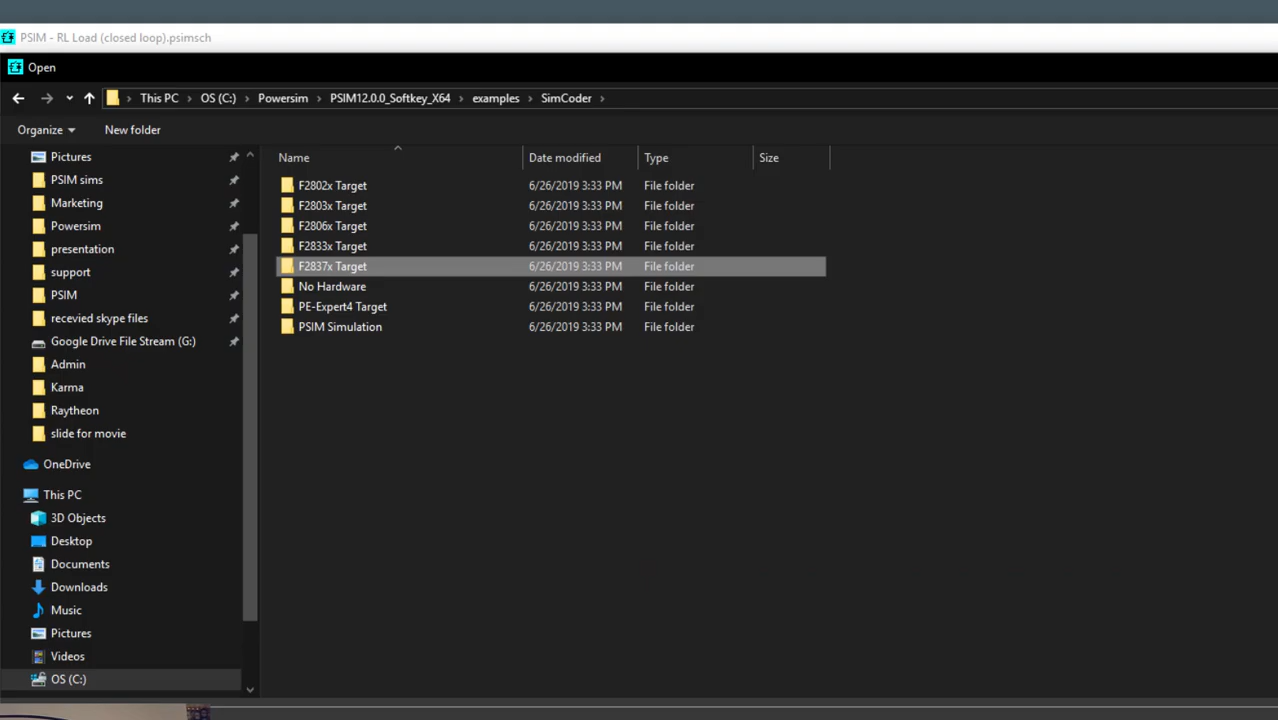 PSIM - RL Load (closed loop).psimsch
Open
This PC > OS (C:) > Powersim > PSIM12.0.0_Softkey_X64 > examples > SimCoder >
Organize New folder
Name Date modified Type Size
F2802x Target 6/26/2019 3:33 PM File folder
F2803x Target 6/26/2019 3:33 PM File folder
F2806x Target 6/26/2019 3:33 PM File folder
F2833x Target 6/26/2019 3:33 PM File folder
F2837x Target 6/26/2019 3:33 PM File folder
No Hardware 6/26/2019 3:33 PM File folder
PE-Expert4 Target 6/26/2019 3:33 PM File folder
PSIM Simulation 6/26/2019 3:33 PM File folder
Pictures
PSIM sims
Marketing
Powersim
presentation
support
PSIM
recevied skype files
Google Drive File Stream (G:)
Admin
Karma
Raytheon
slide for movie
OneDrive
This PC
3D Objects
Desktop
Documents
Downloads
Music
Pictures
Videos
OS (C:)